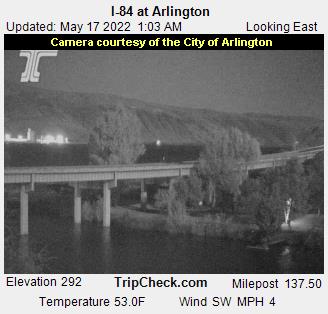 I-84 at Arlington
Updated: May 17 2022 1:03 AM Looking East
Camera courtesy of the City of Arlington
Elevation 292 TripCheck.com Milepost 137.50
Temperature 53.0F Wind SW MPH 4